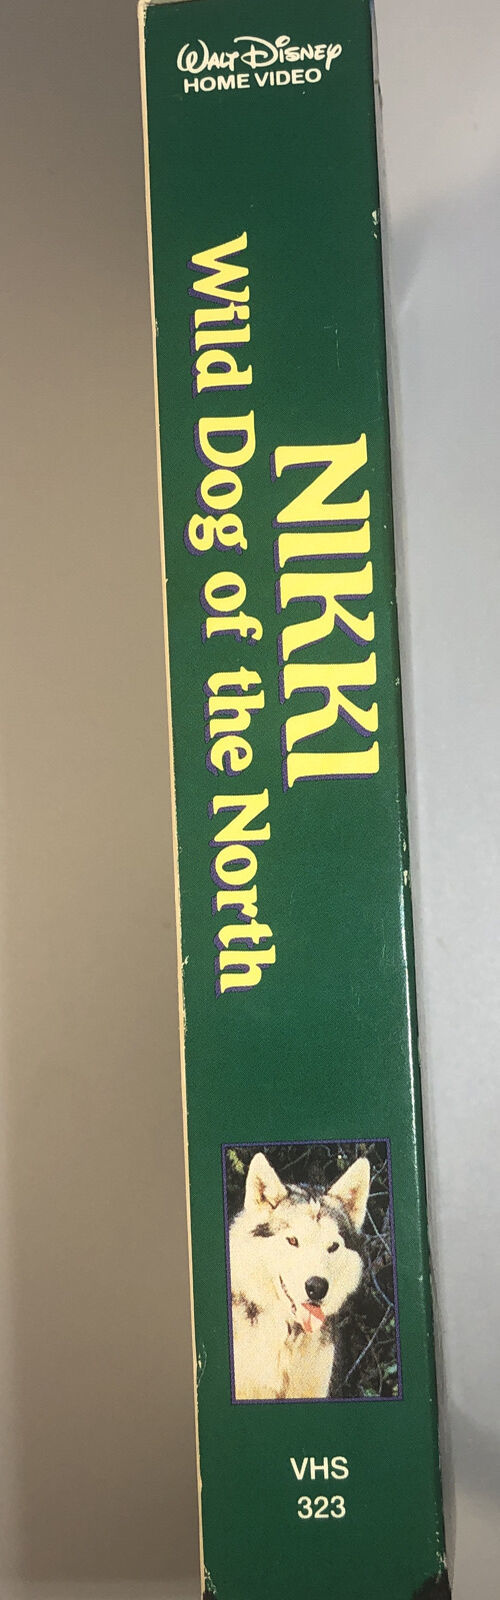 Walt Disney
HOME VIDEO
NIKKI
Wild Dog of the North
VHS
323